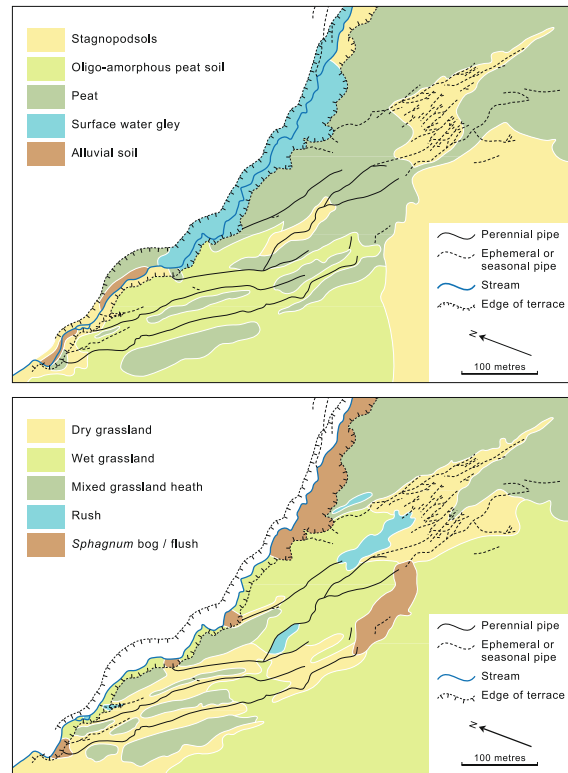 Stagnopodsols
Oligo-amorphous peat soil
Peat
Surface water gley
Alluvial soil
Perennial pipe
Ephemeral or
seasonal pipe
Stream
Edge of terrace
N
100 metres
Dry grassland
Wet grassland
Mixed grassland heath
Rush
Sphagnum bog / flush
Perennial pipe
Ephemeral or
seasonal pipe
Stream
Edge of terrace
N
100 metres